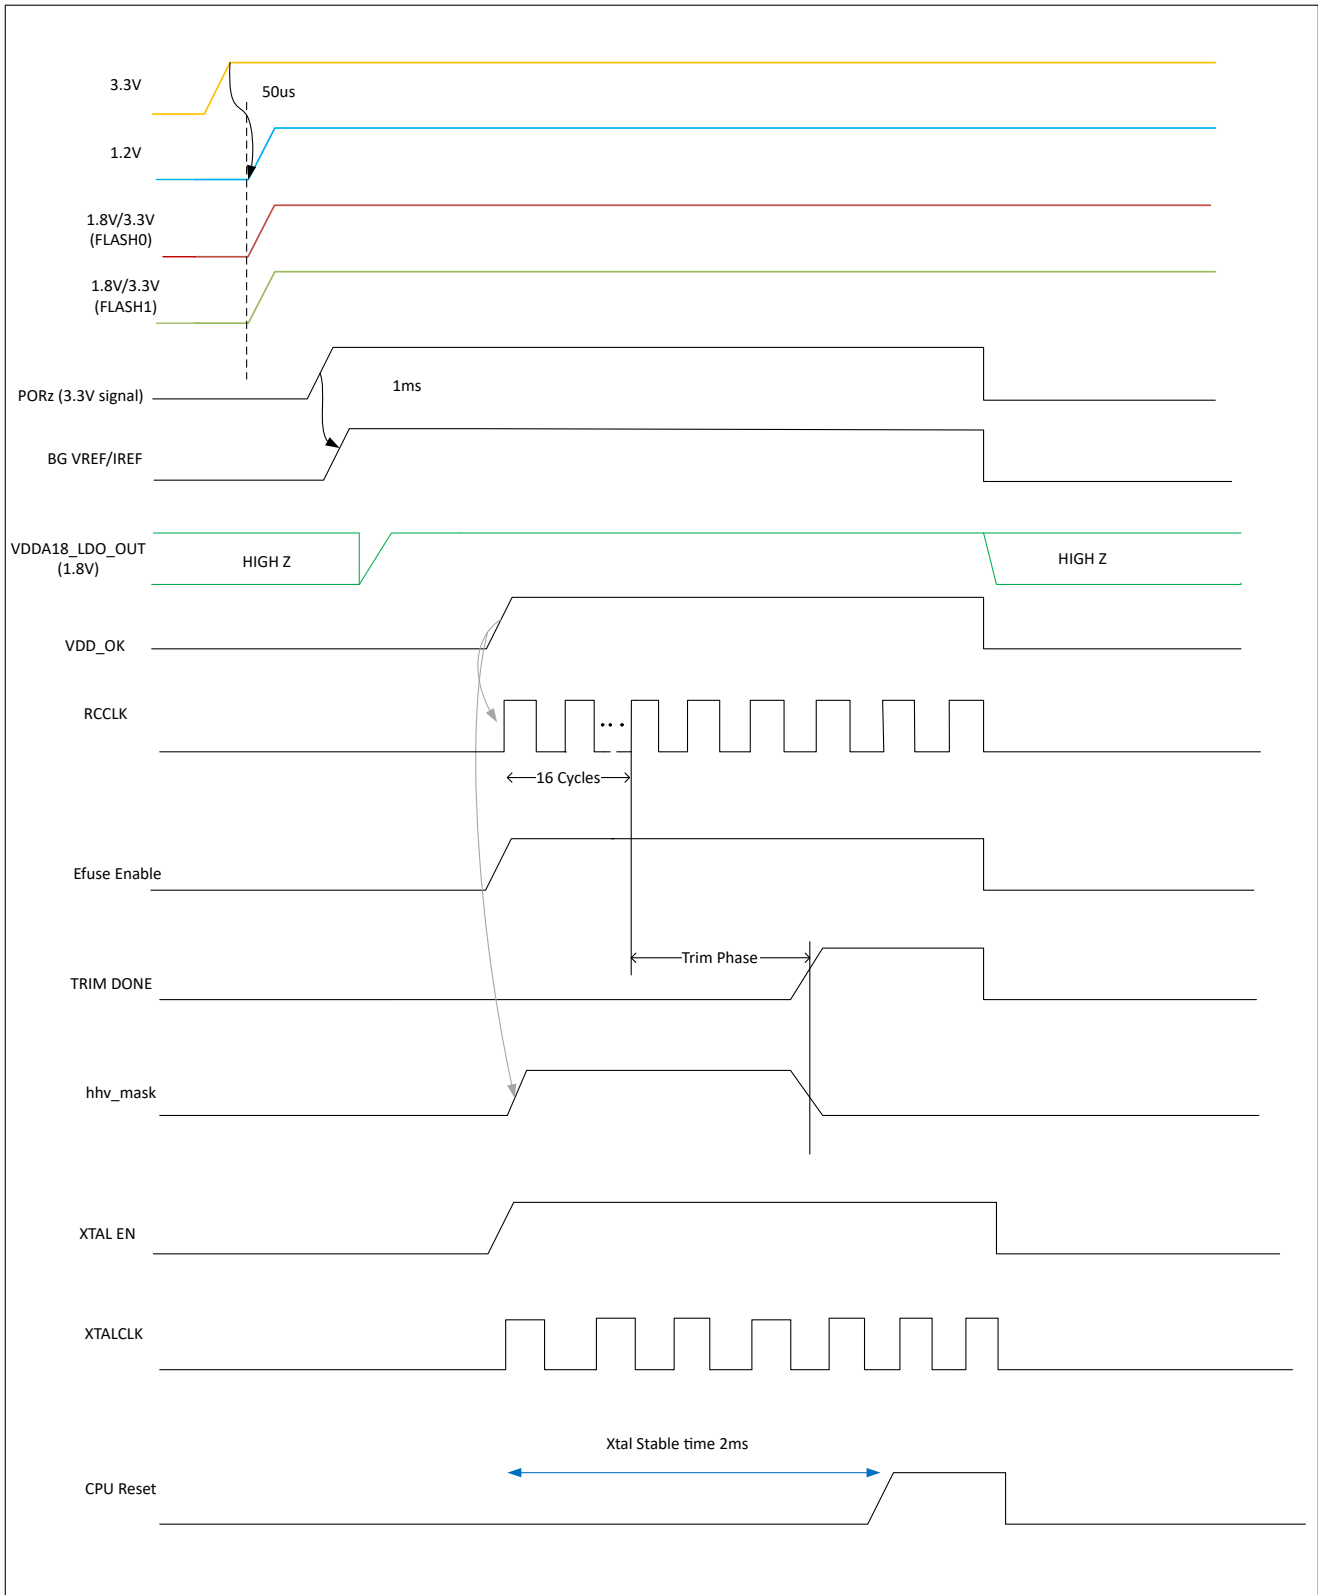 3.3V
50us
1.2V
1.8V/3.3V
(FLASH0)
1.8V/3.3V
(FLASH1)
PORz (3.3V signal)
1ms
BG VREF/IREF
VDDA18_LDO_OUT
(1.8V)
HIGH Z
HIGH Z
VDD_OK
RCCLK
...
16 Cycles
Efuse Enable
Trim Phase
TRIM DONE
hhv_mask
XTAL EN
XTALCLK
Xtal Stable time 2ms
CPU Reset